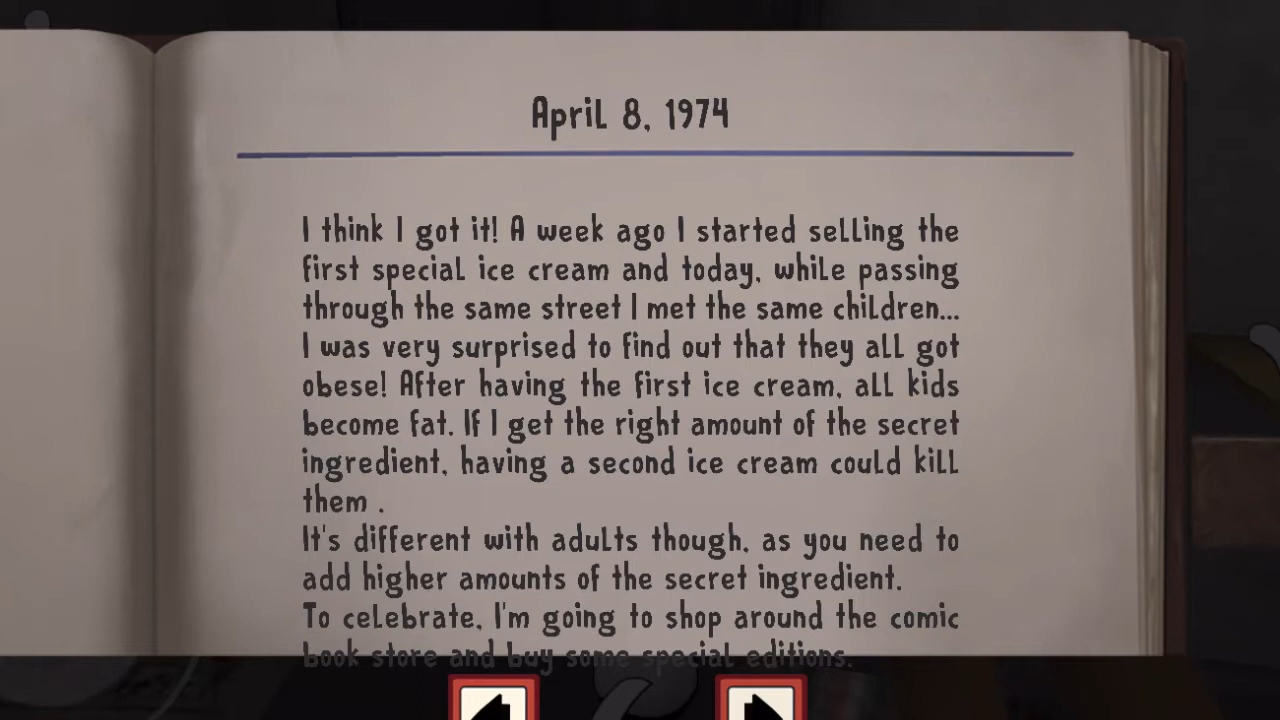 April 8, 1974
I think I got it! A week ago I started selling the
first special ice cream and today, while passing
through the same street I met the same children...
I was very surprised to find out that they all got
obese! After having the first ice cream, all kids
become fat. If I get the right amount of the secret
ingredient, having a second ice cream could kill
them .
It's different with adults though, as you need to
add higher amounts of the secret ingredient.
To celebrate, I'm going to shop around the comic
book store and buy some special editions.